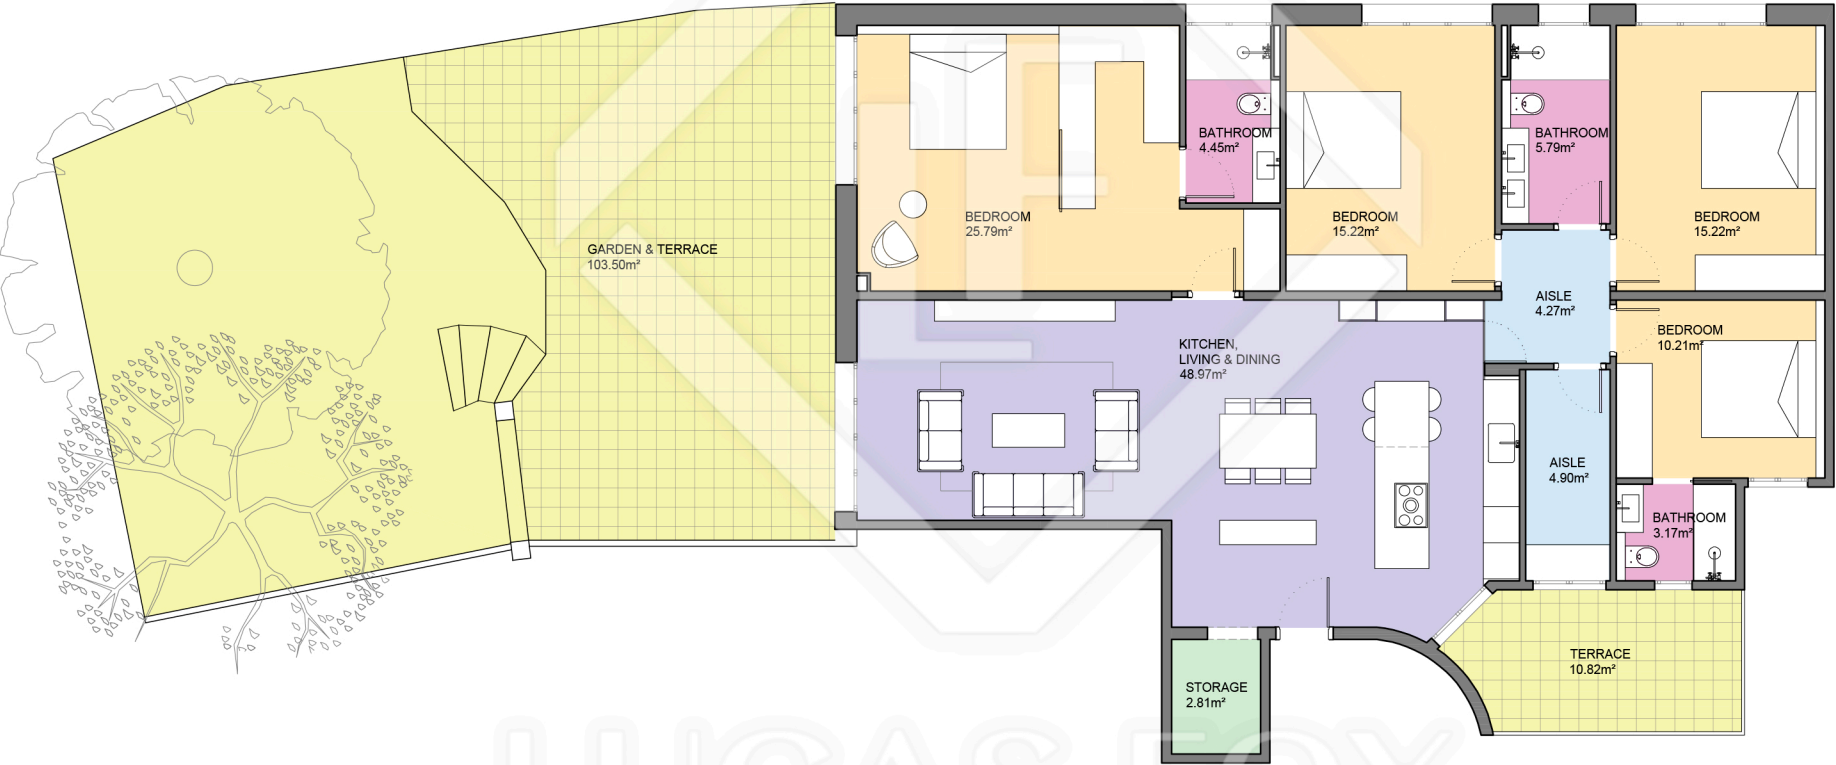 BATHROOM
4.45m²
BATHROOM
5.79m²
BEDROOM
25.79m²
BEDROOM
15.22m²
BEDROOM
15.22m²
GARDEN & TERRACE
103.50m²
AISLE
4.27m²
KITCHEN,
LIVING & DINING
48.97m²
BEDROOM
10.21m²
AISLE
4.90m²
BATHROOM
3.17m²
TERRACE
10.82m²
STORAGE
2.81m²
LUCAS FOX